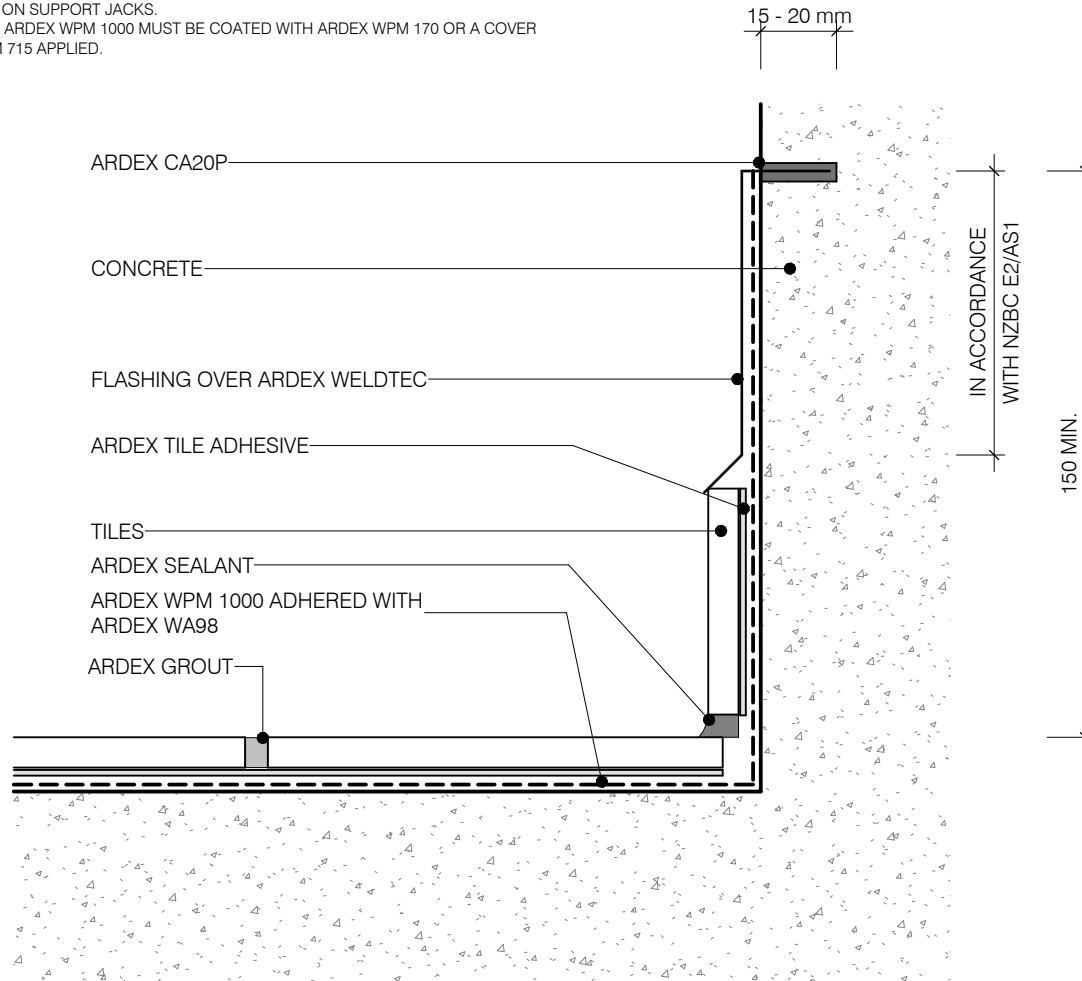 ON SUPPORT JACKS.
ARDEX WPM 1000 MUST BE COATED WITH ARDEX WPM 170 OR A COVER
715 APPLIED.
15 - 20 mm
ARDEX CA20P
CONCRETE
FLASHING OVER ARDEX WELDTEC
ARDEX TILE ADHESIVE
TILES
ARDEX SEALANT
ARDEX WPM 1000 ADHERED WITH
ARDEX WA98
ARDEX GROUT
IN ACCORDANCE
WITH NZBC E2/AS1
150 MIN.